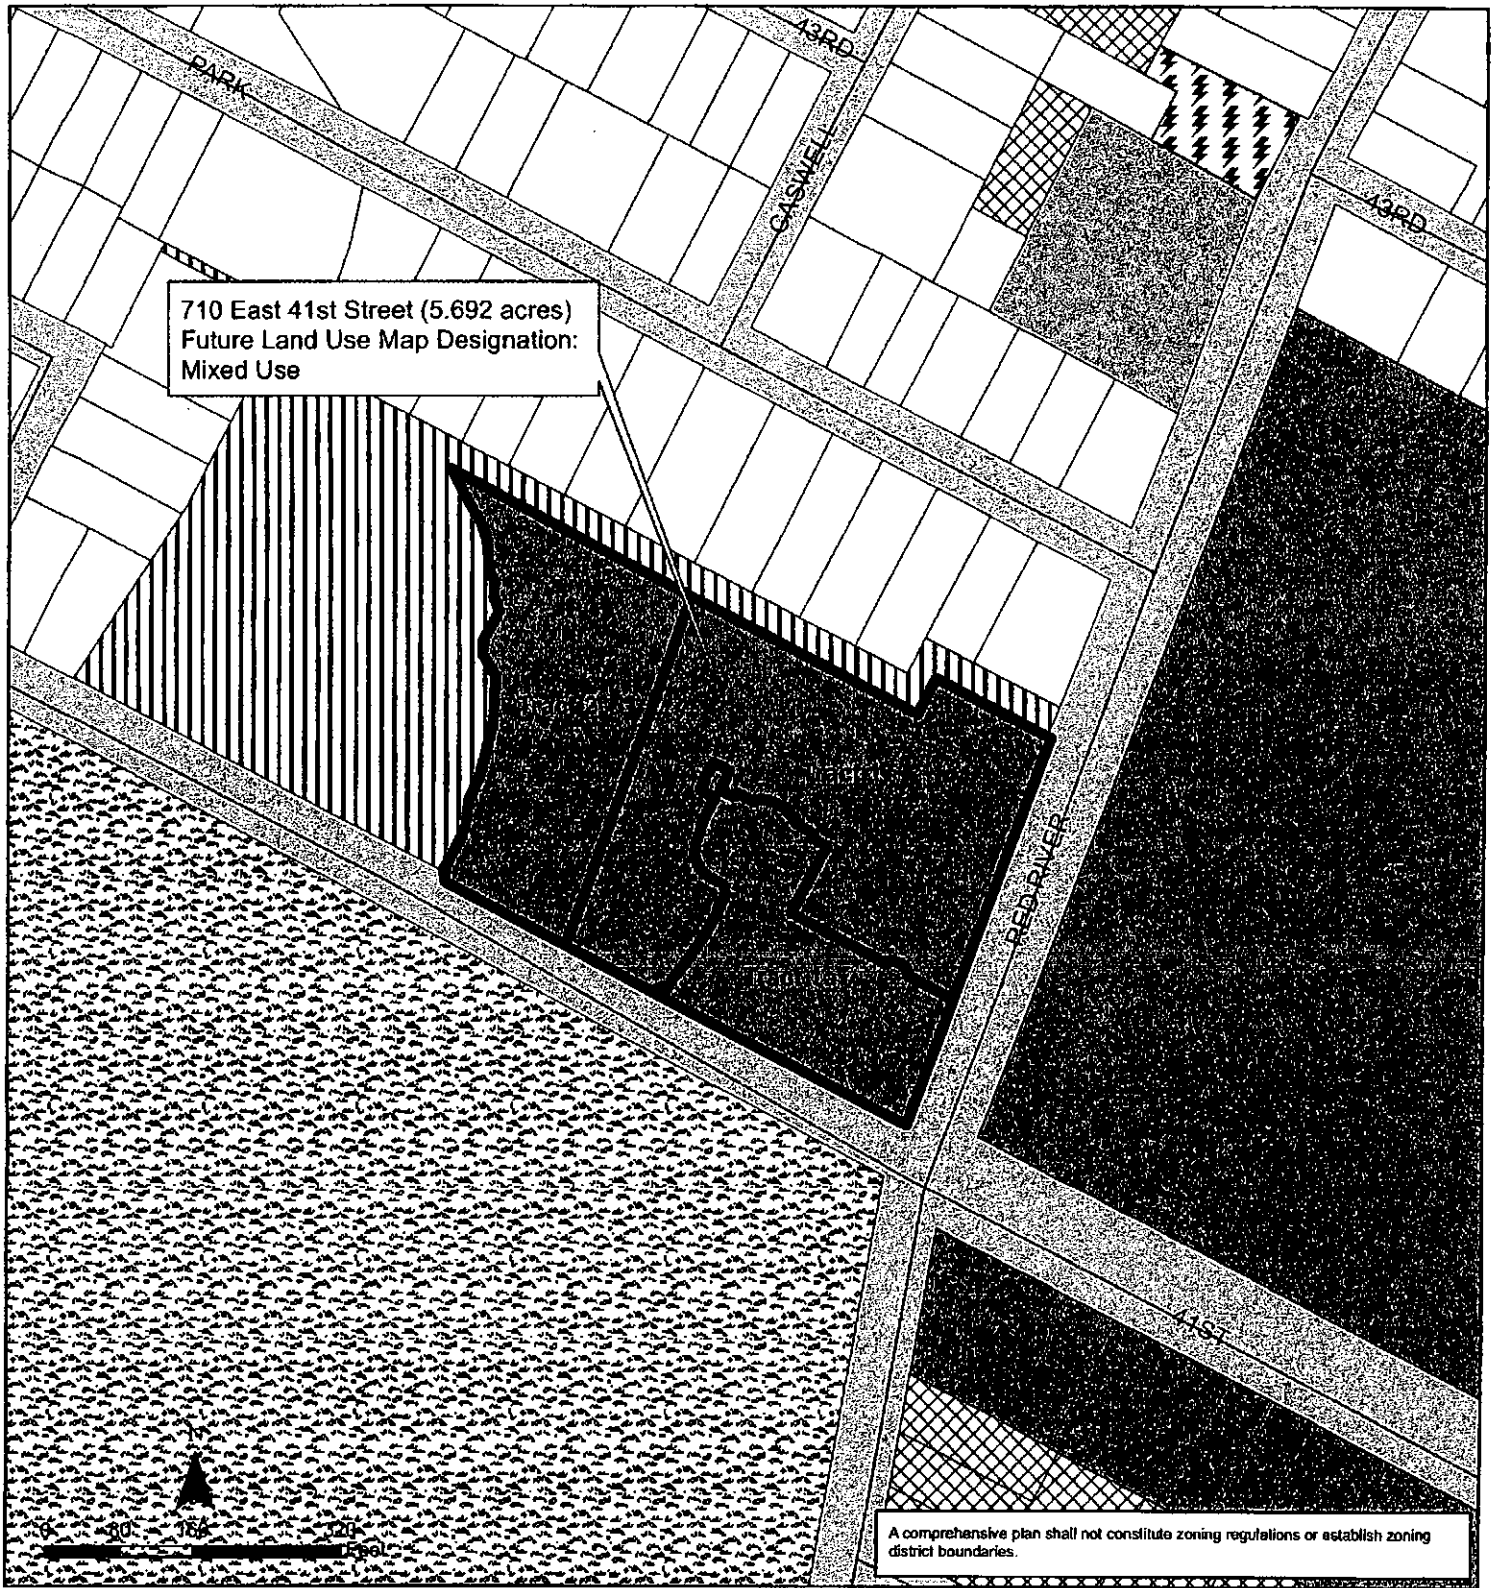 43RD
PARK
CASWELL
43RD
710 East 41st Street (5.692 acres)
Future Land Use Map Designation:
Mixed Use
RED RIVER
41ST
N
0 80 160 320
Feet
A comprehensive plan shall not constitute zoning regulations or establish zoning
district boundaries.